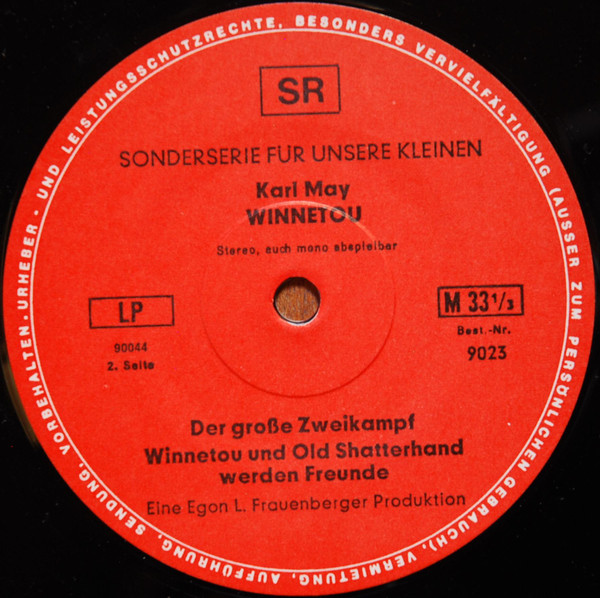 URHEBER- UND LEISTUNGSSCHUTZRECHTE, BESONDERS VERVIELFÄLTIGUNG (AUSSER ZUM PERSÖNLICHEN GEBRAUCH), VERMIETUNG, AUFFÜHRUNG, SENDUNG, VORBEHALTEN.
SR
SONDERSERIE FÜR UNSERE KLEINEN
Karl May
WINNETOU
Stereo, auch mono abspielbar
LP
90044
2. Seite
M 33 1/3
Best.-Nr.
9023
Der große Zweikampf
Winnetou und Old Shatterhand
werden Freunde
Eine Egon L. Frauenberger Produktion